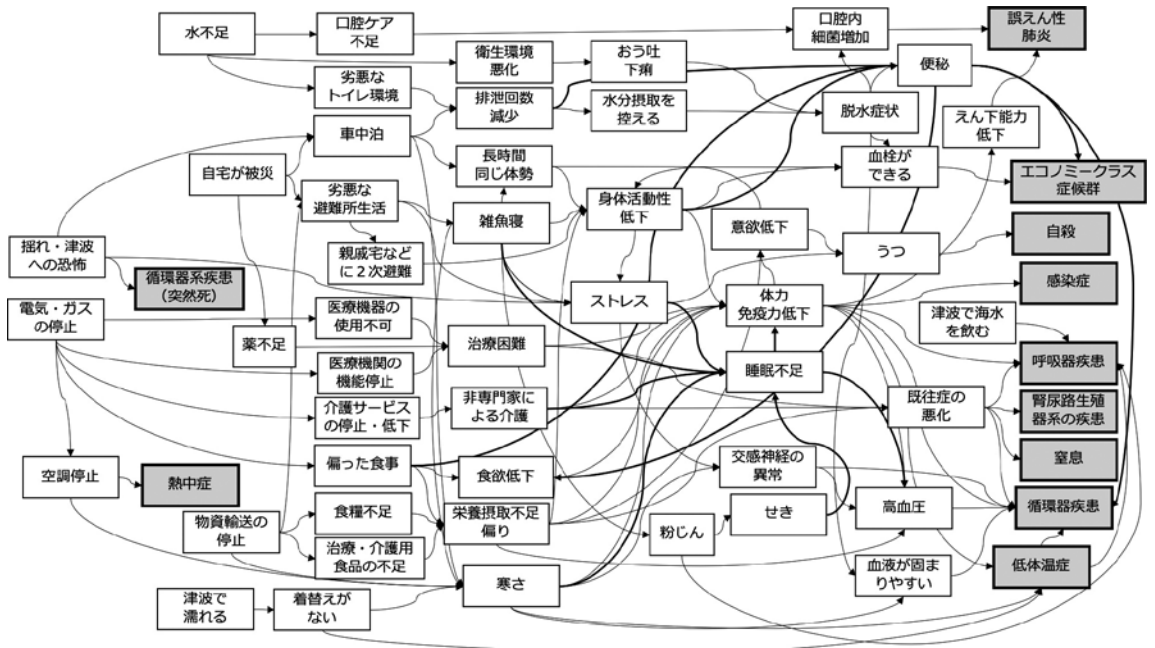 水不足
口腔ケア
不足
口腔内
細菌増加
誤えん性
肺炎
衛生環境
悪化
おう吐
下痢
便秘
劣悪な
トイレ環境
排泄回数
減少
水分摂取を
控える
脱水症状
えん下能力
低下
車中泊
自宅が被災
長時間
同じ体勢
血栓が
できる
エコノミークラス
症候群
劣悪な
避難所生活
雑魚寝
身体活動性
低下
意欲低下
うつ
自殺
揺れ・津波
への恐怖
循環器系疾患
(突然死)
親戚宅など
に2次避難
ストレス
体力
免疫力低下
感染症
電気・ガス
の停止
医療機器の
使用不可
薬不足
治療困難
津波で海水
を飲む
呼吸器疾患
医療機関の
機能停止
睡眠不足
介護サービス
の停止・低下
非専門家に
よる介護
既往症の
悪化
腎尿路生殖
器系の疾患
窒息
空調停止
熱中症
偏った食事
食欲低下
交感神経の
異常
せき
高血圧
循環器疾患
物資輸送の
停止
食糧不足
栄養摂取不足
偏り
粉じん
治療・介護用
食品の不足
寒さ
血液が固ま
りやすい
低体温症
津波で
濡れる
着替えが
ない